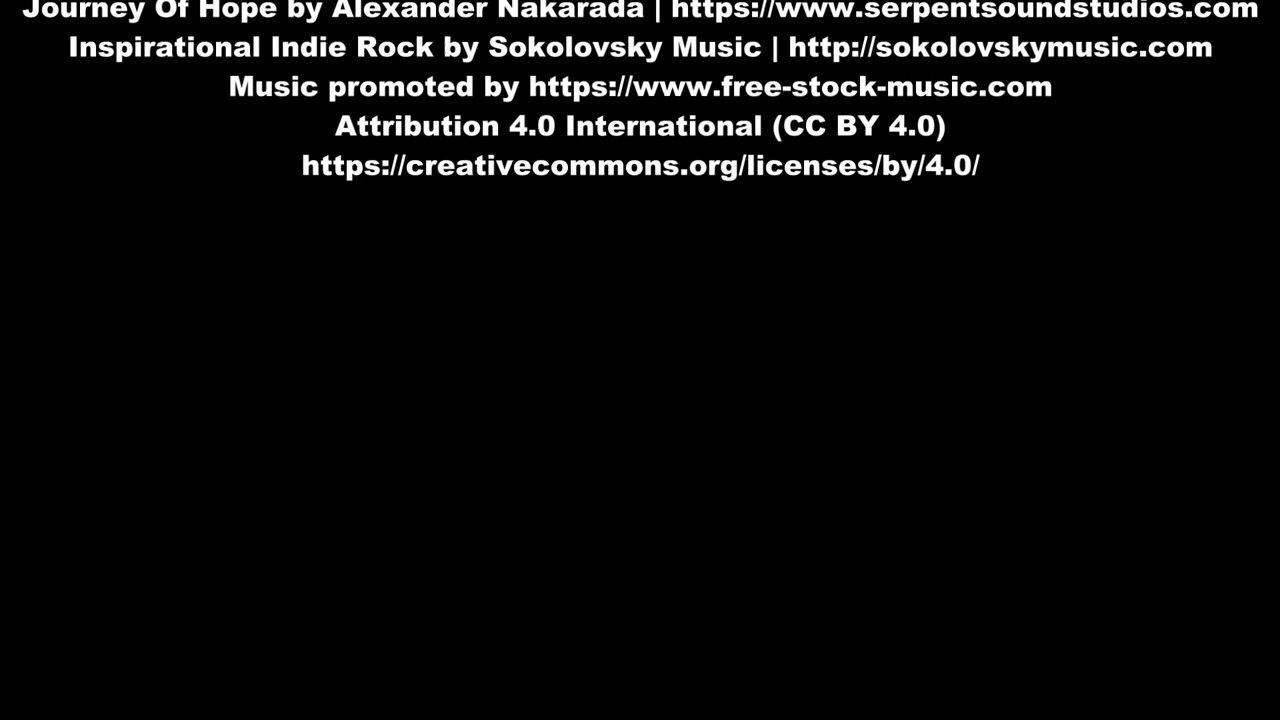 Journey Of Hope by Alexander Nakarada | https://www.serpentsoundstudios.com
Inspirational Indie Rock by Sokolovsky Music | http://sokolovskymusic.com
Music promoted by https://www.free-stock-music.com
Attribution 4.0 International (CC BY 4.0)
https://creativecommons.org/licenses/by/4.0/